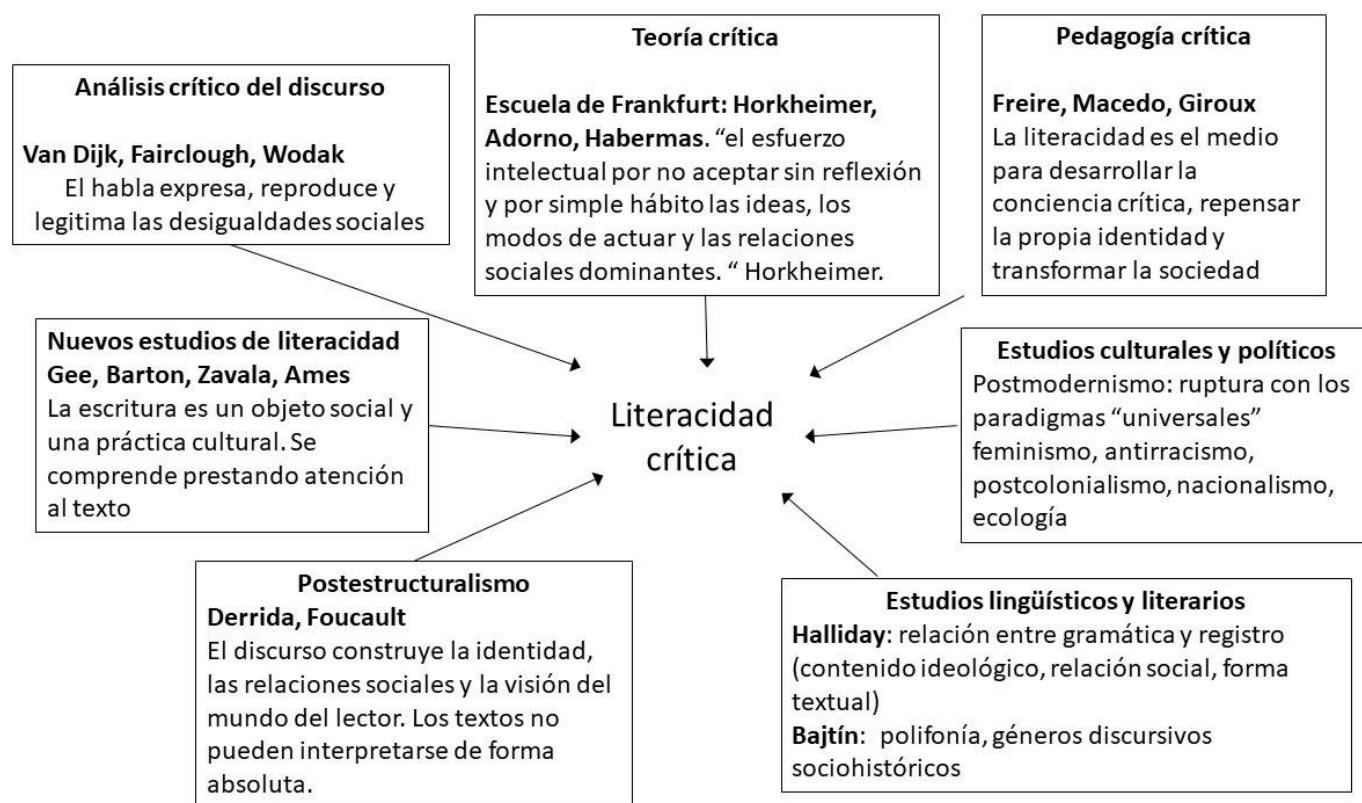 Análisis crítico del discurso
Van Dijk, Fairclough, Wodak
El habla expresa, reproduce y
legitima las desigualdades sociales
Teoría crítica
Escuela de Frankfurt: Horkheimer,
Adorno, Habermas. “el esfuerzo
intelectual por no aceptar sin reflexión
y por simple hábito las ideas, los
modos de actuar y las relaciones
sociales dominantes. “ Horkheimer.
Pedagogía crítica
Freire, Macedo, Giroux
La literacidad es el medio
para desarrollar la
conciencia crítica, repensar
la propia identidad y
transformar la sociedad
Nuevos estudios de literacidad
Gee, Barton, Zavala, Ames
La escritura es un objeto social y
una práctica cultural. Se
comprende prestando atención
al texto
Literacidad
crítica
Estudios culturales y políticos
Postmodernismo: ruptura con los
paradigmas “universales”
feminismo, antirracismo,
postcolonialismo, nacionalismo,
ecología
Postestructuralismo
Derrida, Foucault
El discurso construye la identidad,
las relaciones sociales y la visión del
mundo del lector. Los textos no
pueden interpretarse de forma
absoluta.
Estudios lingüísticos y literarios
Halliday: relación entre gramática y registro
(contenido ideológico, relación social, forma
textual)
Bajtín: polifonía, géneros discursivos
sociohistóricos